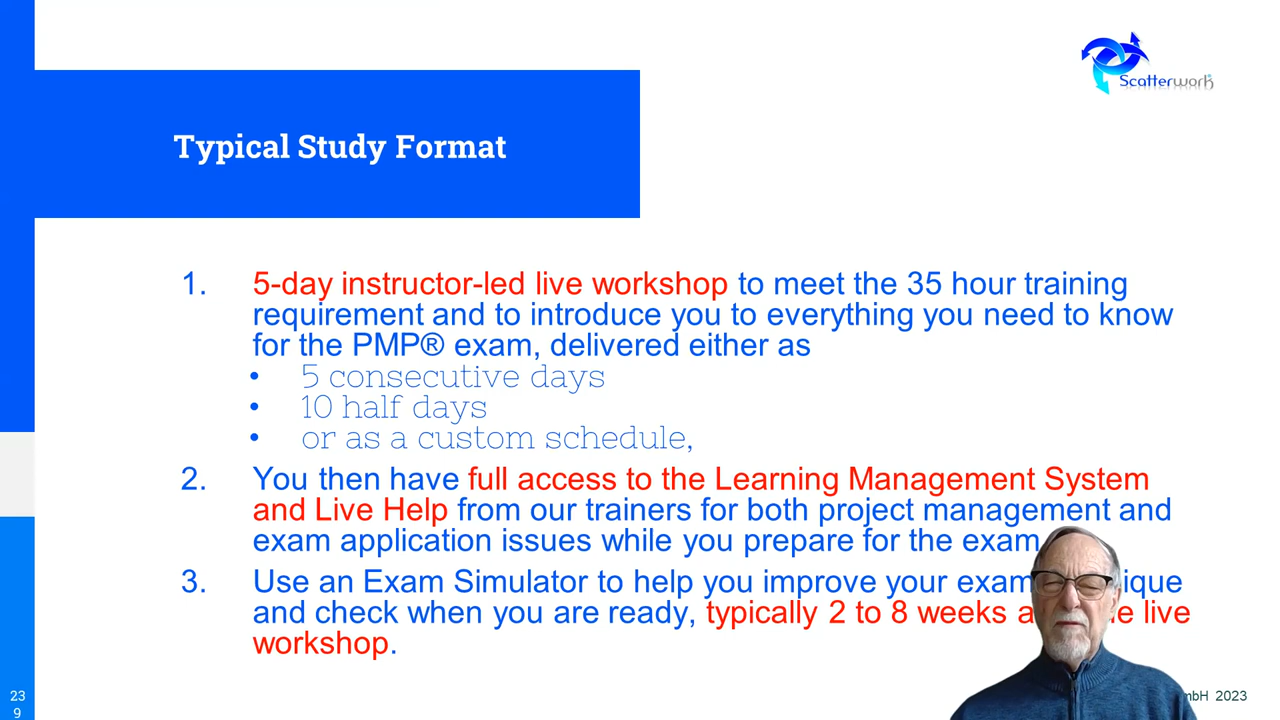 Scatterwork
Typical Study Format
1. 5-day instructor-led live workshop to meet the 35 hour training
requirement and to introduce you to everything you need to know
for the PMP® exam, delivered either as
• 5 consecutive days
• 10 half days
• or as a custom schedule,
2. You then have full access to the Learning Management System
and Live Help from our trainers for both project management and
exam application issues while you prepare for the exam
3. Use an Exam Simulator to help you improve your exam
and check when you are ready, typically 2 to 8 weeks live
workshop.
23
9
2023